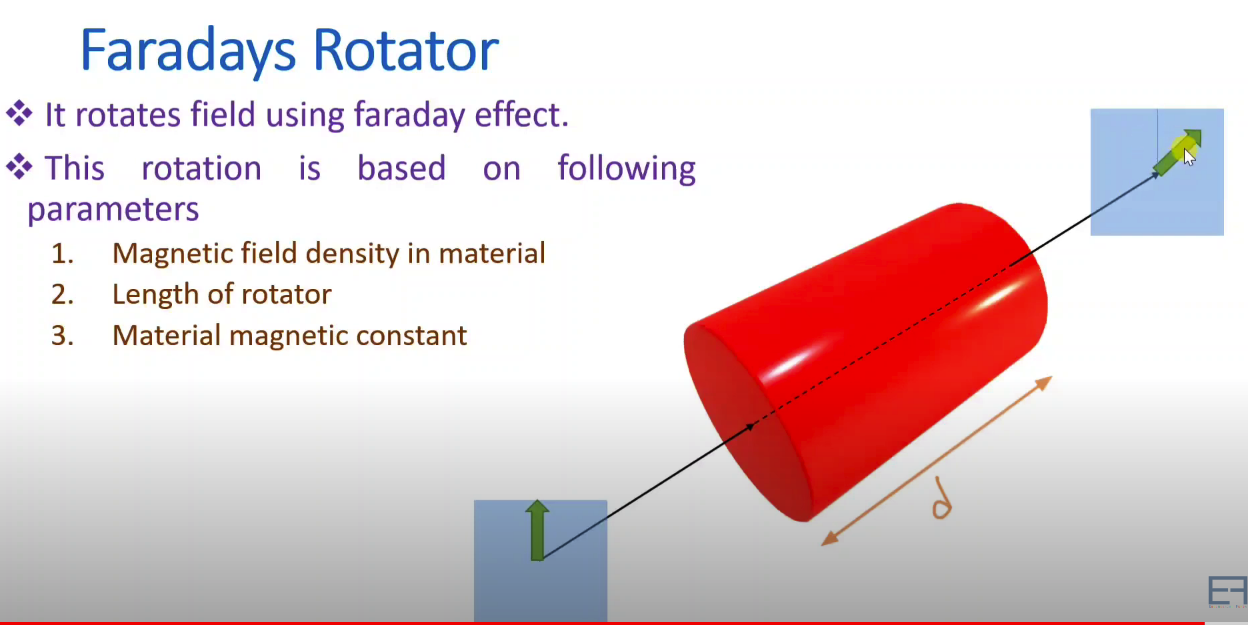 Faradays Rotator
❖ It rotates field using faraday effect.
❖ This rotation is based on following
parameters
1. Magnetic field density in material
2. Length of rotator
3. Material magnetic constant
d
EF